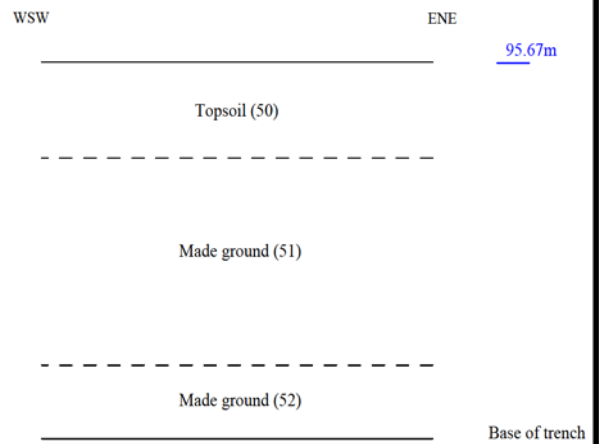 WSW
ENE
95.67m
Topsoil (50)
Made ground (51)
Made ground (52)
Base of trench